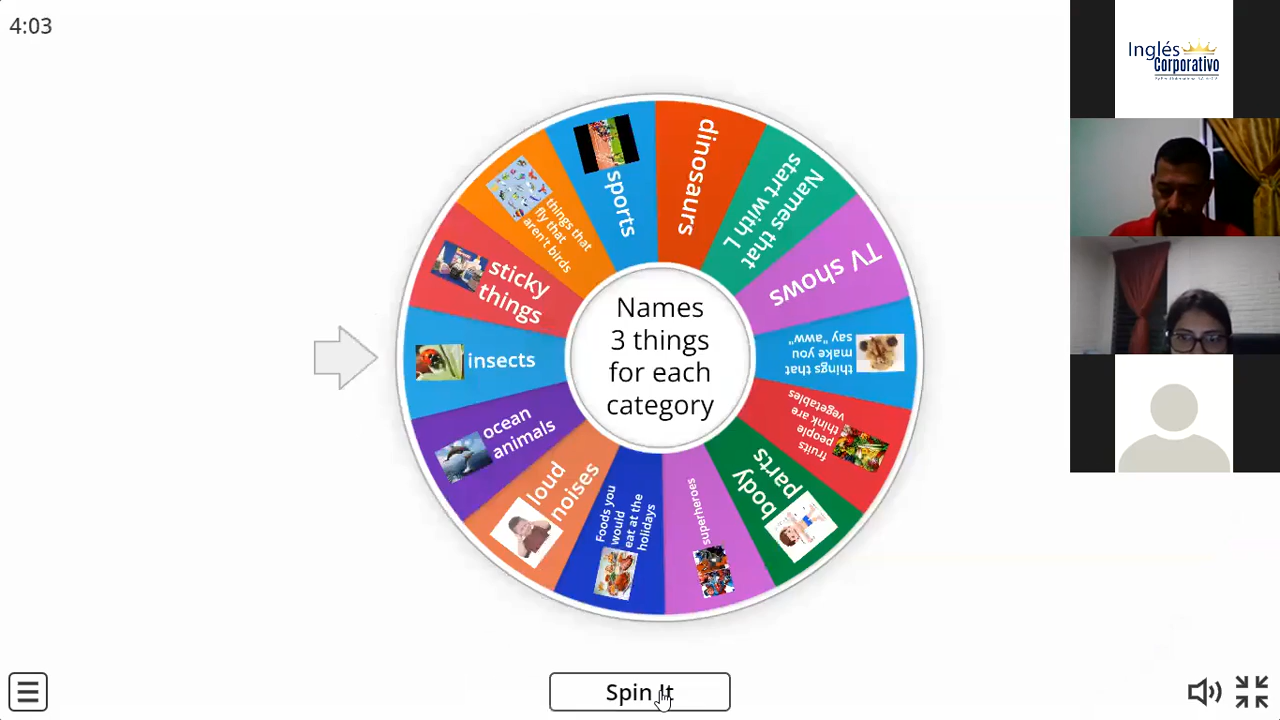 4:03
Inglés
Corporativo
sports
dinosaurs
Names that
start with L
TV shows
things that
make you
say "aww"
fruits
people
think are
vegetables
body
parts
superheroes
Foods you
would
eat at the
holidays
loud
noises
ocean
animals
insects
sticky
things
things that
fly that
aren't birds
Names
3 things
for each
category
Spin It